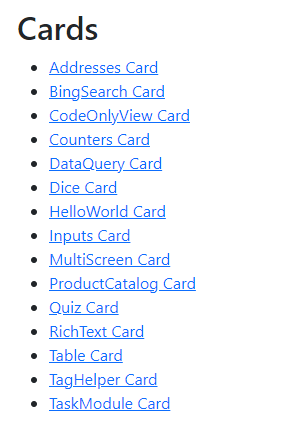 Cards
Addresses Card
BingSearch Card
CodeOnlyView Card
Counters Card
DataQuery Card
Dice Card
HelloWorld Card
Inputs Card
MultiScreen Card
ProductCatalog Card
Quiz Card
RichText Card
Table Card
TagHelper Card
TaskModule Card